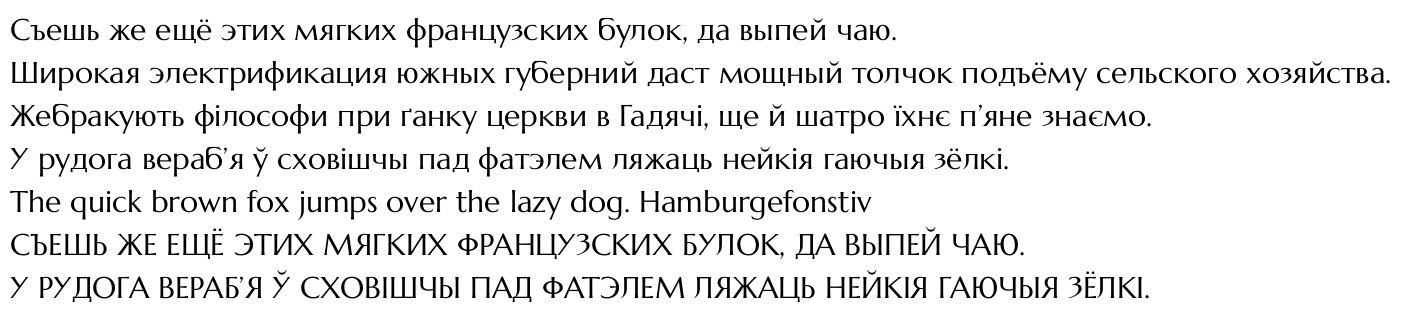 Съешь же ещё этих мягких французских булок, да выпей чаю.
Широкая электрификация южных губерний даст мощный толчок подъёму сельского хозяйства.
Жебракують філософи при ґанку церкви в Гадячі, ще й шатро їхнє п’яне знаємо.
У рудога вераб’я ў сховішчы пад фатэлем ляжаць нейкія гаючыя зёлкі.
The quick brown fox jumps over the lazy dog. Hamburgefonstiv
СЪЕШЬ ЖЕ ЕЩЁ ЭТИХ МЯГКИХ ФРАНЦУЗСКИХ БУЛОК, ДА ВЫПЕЙ ЧАЮ.
У РУДОГА ВЕРАБ’Я Ў СХОВІШЧЫ ПАД ФАТЭЛЕМ ЛЯЖАЦЬ НЕЙКІЯ ГАЮЧЫЯ ЗЁЛКІ.